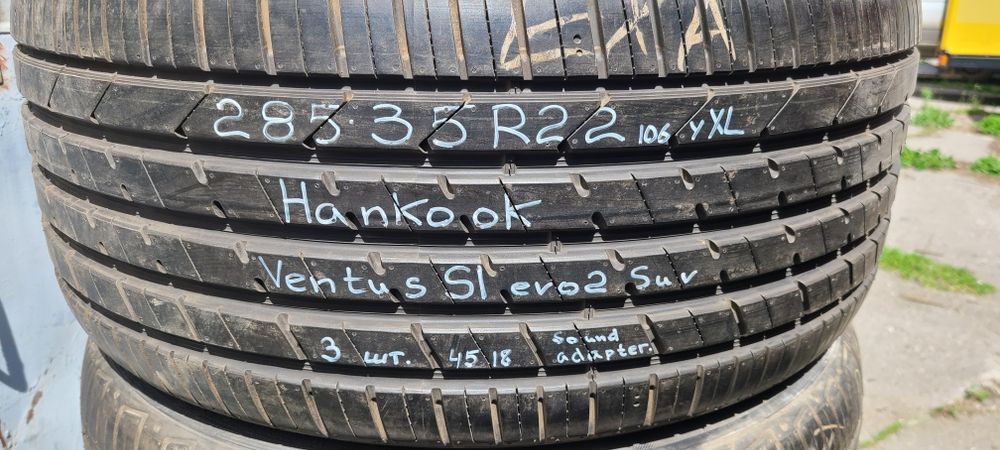 285 35 R22 106 y XL
Hankook
Ventus S1 evo2 Suv
3 шт. 45 18 sound
adapter.